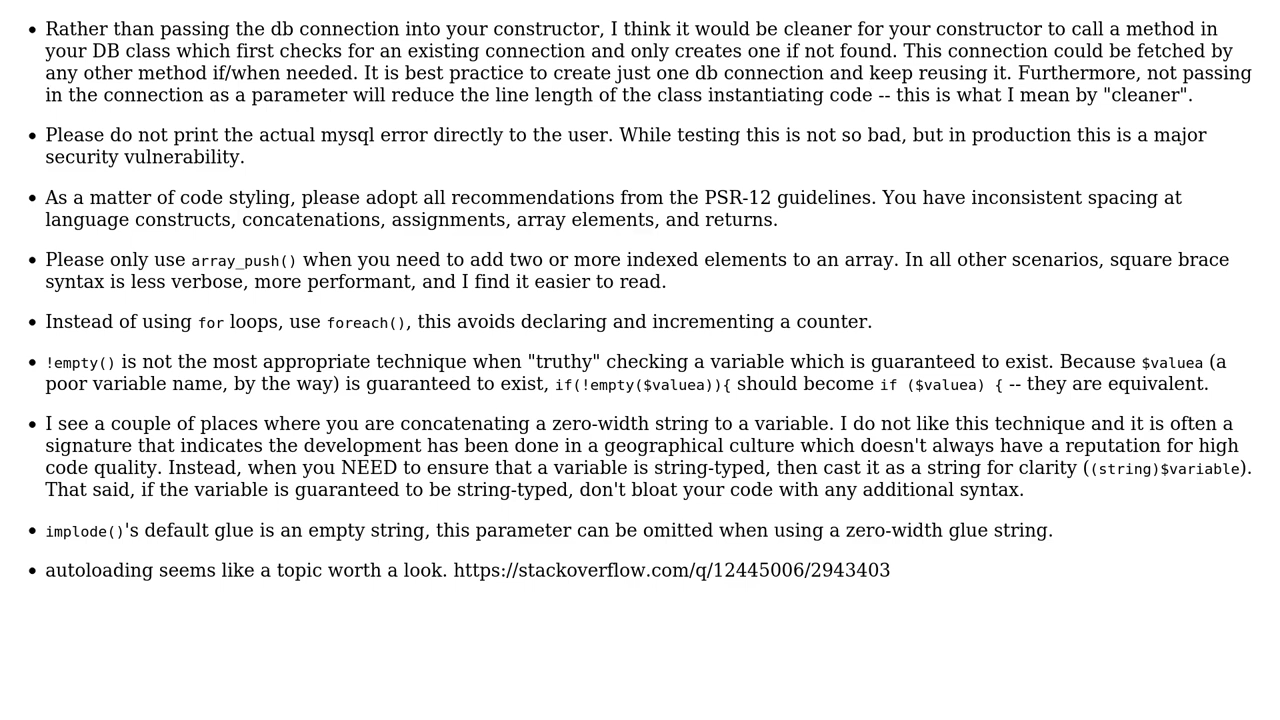 Rather than passing the db connection into your constructor, I think it would be cleaner for your constructor to call a method in
your DB class which first checks for an existing connection and only creates one if not found. This connection could be fetched by
any other method if/when needed. It is best practice to create just one db connection and keep reusing it. Furthermore, not passing
in the connection as a parameter will reduce the line length of the class instantiating code -- this is what I mean by "cleaner".
Please do not print the actual mysql error directly to the user. While testing this is not so bad, but in production this is a major
security vulnerability.
As a matter of code styling, please adopt all recommendations from the PSR-12 guidelines. You have inconsistent spacing at
language constructs, concatenations, assignments, array elements, and returns.
Please only use array_push() when you need to add two or more indexed elements to an array. In all other scenarios, square brace
syntax is less verbose, more performant, and I find it easier to read.
Instead of using for loops, use foreach(), this avoids declaring and incrementing a counter.
!empty() is not the most appropriate technique when "truthy" checking a variable which is guaranteed to exist. Because $valuea (a
poor variable name, by the way) is guaranteed to exist, if(!empty($valuea)){ should become if ($valuea) { -- they are equivalent.
I see a couple of places where you are concatenating a zero-width string to a variable. I do not like this technique and it is often a
signature that indicates the development has been done in a geographical culture which doesn't always have a reputation for high
code quality. Instead, when you NEED to ensure that a variable is string-typed, then cast it as a string for clarity ((string)$variable).
That said, if the variable is guaranteed to be string-typed, don't bloat your code with any additional syntax.
implode()'s default glue is an empty string, this parameter can be omitted when using a zero-width glue string.
autoloading seems like a topic worth a look. https://stackoverflow.com/q/12445006/2943403